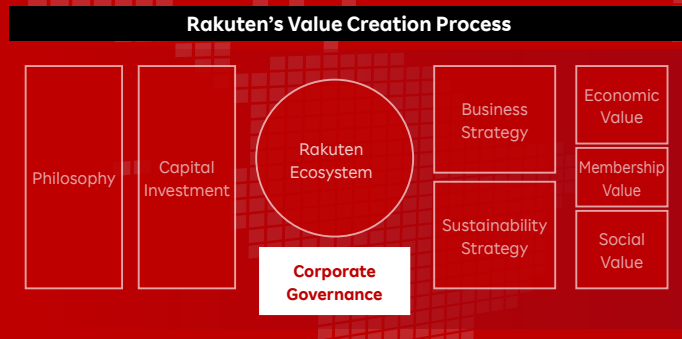 Rakuten's Value Creation Process
Philosophy
Capital
Investment
Rakuten
Ecosystem
Corporate
Governance
Business
Strategy
Sustainability
Strategy
Economic
Value
Membership
Value
Social
Value